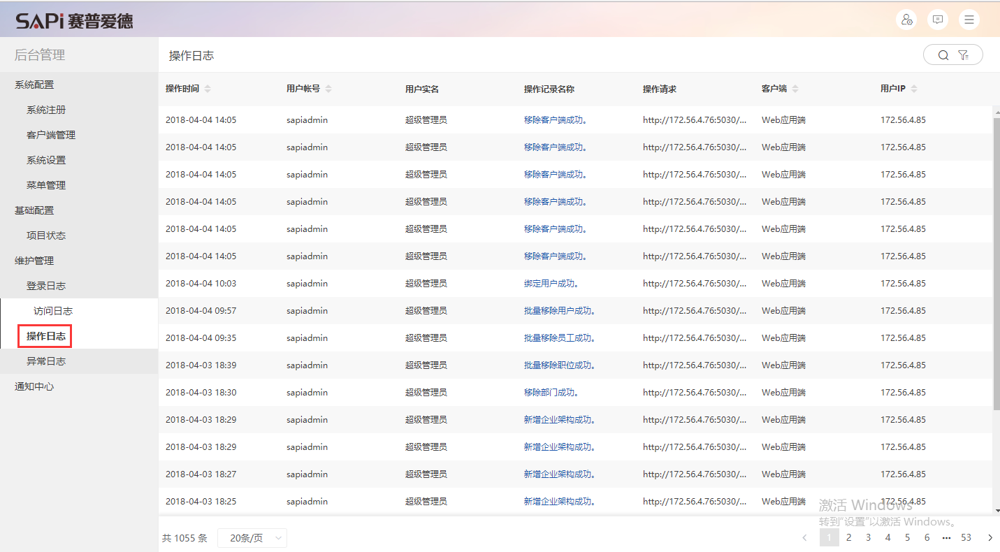 SAPi 赛普爱德
后台管理
操作日志
系统配置
系统注册
客户端管理
系统设置
菜单管理
基础配置
项目状态
维护管理
登录日志
访问日志
操作日志
异常日志
通知中心
操作时间 用户帐号 用户实名 操作记录名称 操作请求 客户端 用户IP
2018-04-04 14:05 sapiadmin 超级管理员 移除客户端成功。 http://172.56.4.76:5030/... Web应用端 172.56.4.85
2018-04-04 14:05 sapiadmin 超级管理员 移除客户端成功。 http://172.56.4.76:5030/... Web应用端 172.56.4.85
2018-04-04 14:05 sapiadmin 超级管理员 移除客户端成功。 http://172.56.4.76:5030/... Web应用端 172.56.4.85
2018-04-04 14:05 sapiadmin 超级管理员 移除客户端成功。 http://172.56.4.76:5030/... Web应用端 172.56.4.85
2018-04-04 14:05 sapiadmin 超级管理员 移除客户端成功。 http://172.56.4.76:5030/... Web应用端 172.56.4.85
2018-04-04 14:05 sapiadmin 超级管理员 移除客户端成功。 http://172.56.4.76:5030/... Web应用端 172.56.4.85
2018-04-04 10:03 sapiadmin 超级管理员 绑定用户成功。 http://172.56.4.76:5030/... Web应用端 172.56.4.85
2018-04-04 09:57 sapiadmin 超级管理员 批量移除用户成功。 http://172.56.4.76:5030/... Web应用端 172.56.4.85
2018-04-04 09:35 sapiadmin 超级管理员 批量移除员工成功。 http://172.56.4.76:5030/... Web应用端 172.56.4.85
2018-04-03 18:39 sapiadmin 超级管理员 批量移除职位成功。 http://172.56.4.76:5030/... Web应用端 172.56.4.85
2018-04-03 18:30 sapiadmin 超级管理员 移除部门成功。 http://172.56.4.76:5030/... Web应用端 172.56.4.85
2018-04-03 18:29 sapiadmin 超级管理员 新增企业架构成功。 http://172.56.4.76:5030/... Web应用端 172.56.4.85
2018-04-03 18:29 sapiadmin 超级管理员 新增企业架构成功。 http://172.56.4.76:5030/... Web应用端 172.56.4.85
2018-04-03 18:27 sapiadmin 超级管理员 新增企业架构成功。 http://172.56.4.76:5030/... Web应用端 172.56.4.85
2018-04-03 18:25 sapiadmin 超级管理员 新增企业架构成功。 http://172.56.4.76:5030/... Web应用端 172.56.4.85
激活 Windows
转到"设置"以激活 Windows。
共 1055 条 20条/页 1 2 3 4 5 6 ••• 53